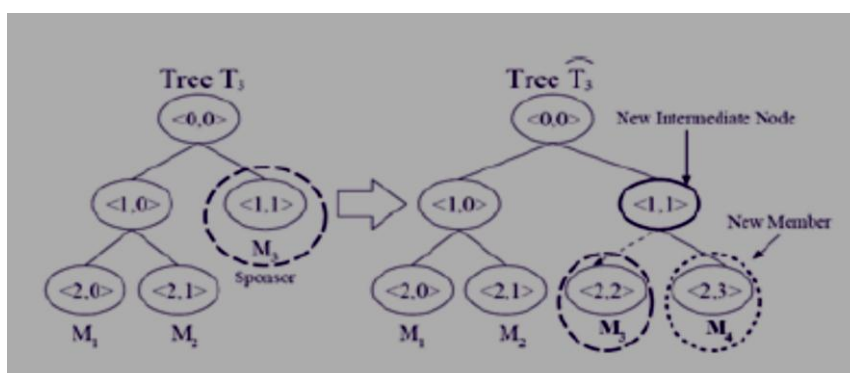 Tree T₃
Tree T̂₃
<0,0>
<0,0>
New Intermediate Node
<1,0>
<1,1>
<1,0>
<1,1>
M₃
New Member
Sponsor
<2,0>
<2,1>
<2,0>
<2,1>
<2,2>
<2,3>
M₁
M₂
M₁
M₂
M₃
M₄